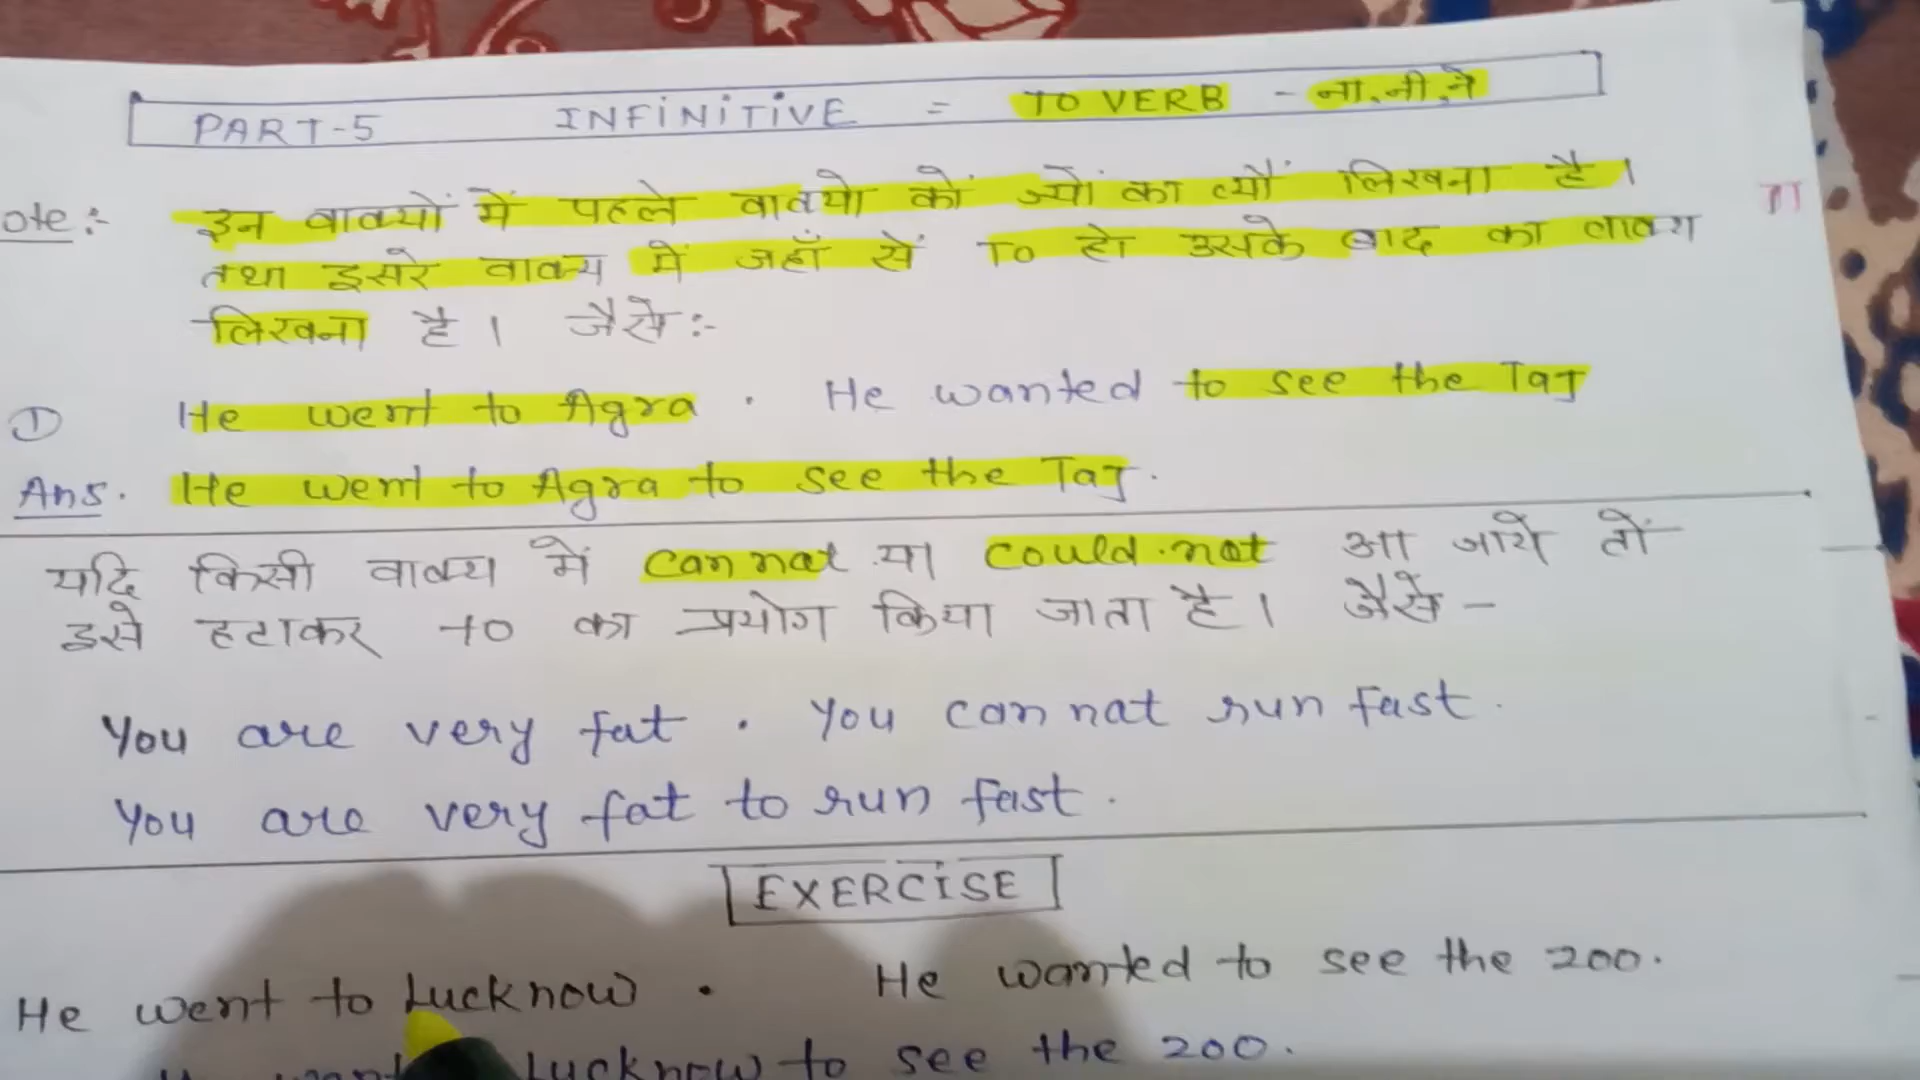 PART-5 INFINITIVE = TO VERB - ना, नी, ने
ote:- इन वाक्यों में पहले वाक्यो को ज्यों का त्यौं लिखना है।
तथा दूसरे वाक्य में जहाँ से To हो उसके बाद का वाक्य
लिखना है। जैसे:-
① He went to Agra . He wanted to see the Taj
Ans. He went to Agra to see the Taj.
यदि किसी वाक्य में can not या could not आ जाये तो
इसे हटाकर to का प्रयोग किया जाता है। जैसे -
You are very fat . You can not run fast.
You are very fat to run fast.
EXERCISE
He went to Lucknow . He wanted to see the zoo.
Lucknow to see the zoo.